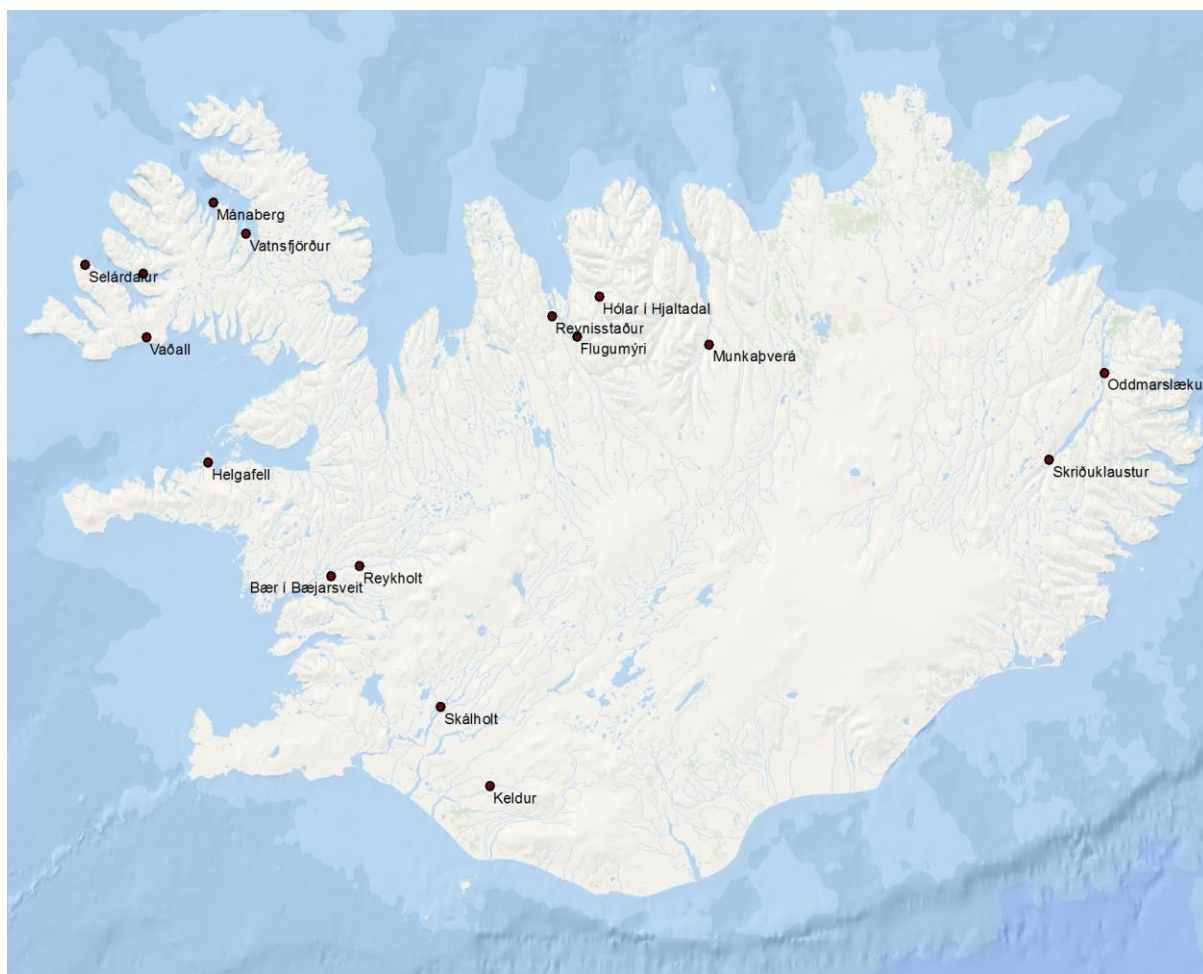 Mánaberg
Vatnsfjörður
Selárdalur
Vaðall
Hólar í Hjaltadal
Reynisstaður
Flugumýri
Munkaþverá
Oddmarslæku
Helgafell
Skriðuklaustur
Reykholt
Bær í Bæjarsveit
Skálholt
Keldur